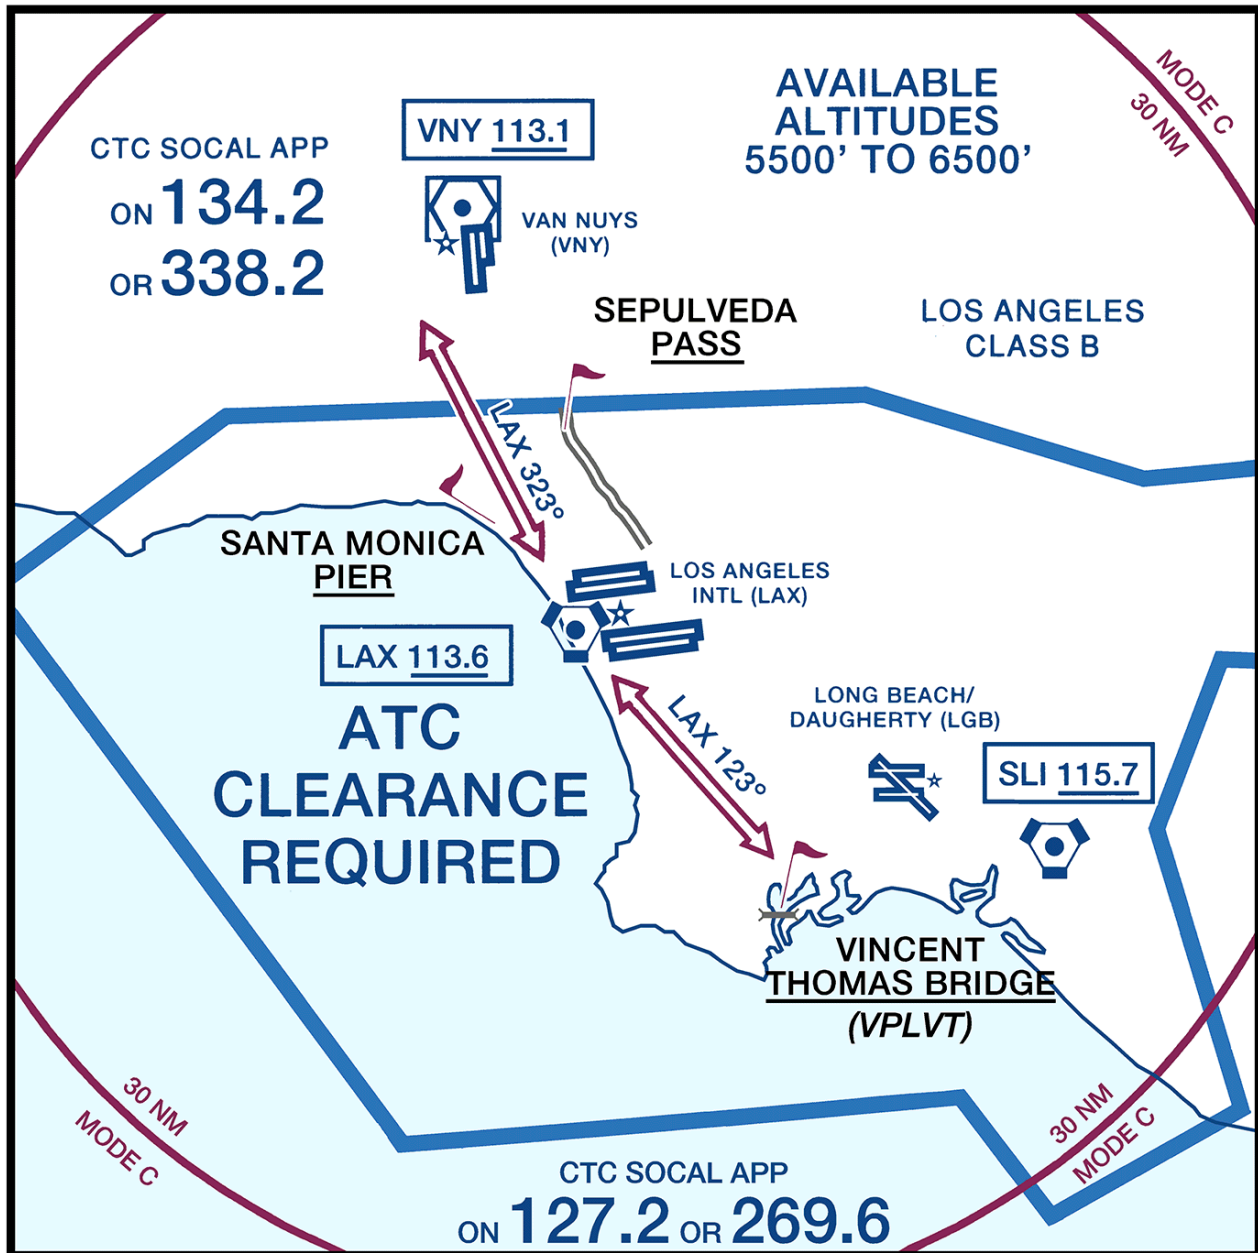 MODE C
30 NM
AVAILABLE
ALTITUDES
5500’ TO 6500’
VNY 113.1
CTC SOCAL APP
ON 134.2
OR 338.2
VAN NUYS
(VNY)
SEPULVEDA
PASS
LOS ANGELES
CLASS B
LAX 323°
SANTA MONICA
PIER
LOS ANGELES
INTL (LAX)
LAX 113.6
ATC
CLEARANCE
REQUIRED
LAX 123°
LONG BEACH/
DAUGHERTY (LGB)
SLI 115.7
VINCENT
THOMAS BRIDGE
(VPLVT)
30 NM
MODE C
30 NM
MODE C
CTC SOCAL APP
ON 127.2 OR 269.6